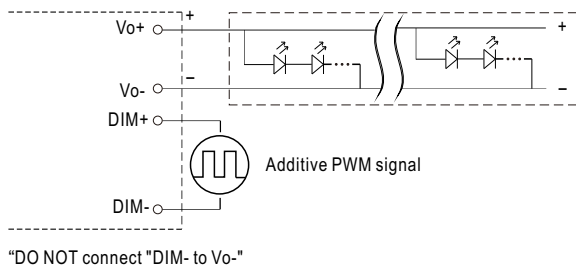 Vo+
+
+
Vo-
–
–
DIM+
Additive PWM signal
DIM-
“DO NOT connect "DIM- to Vo-"